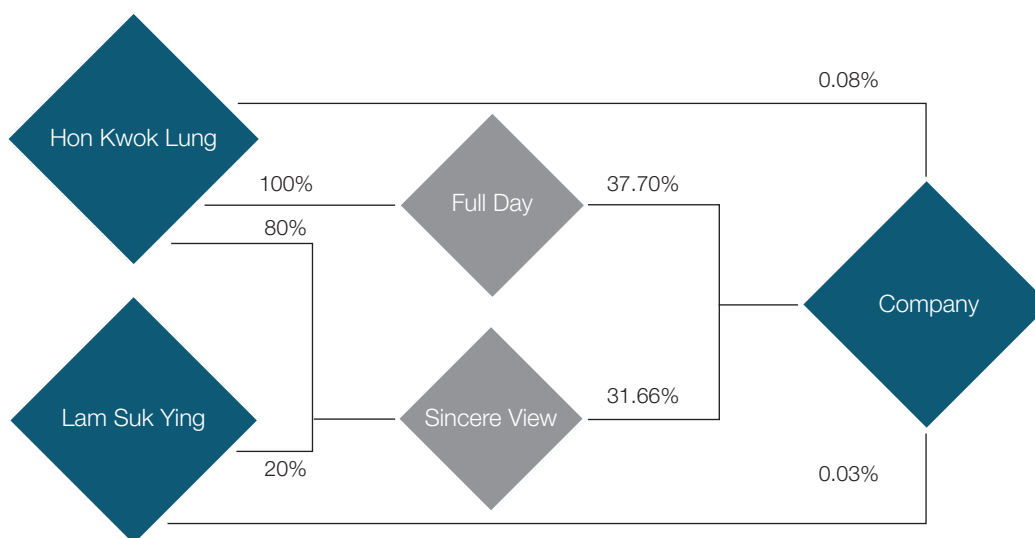 0.08%
Hon Kwok Lung
100%
Full Day
37.70%
80%
Company
Lam Suk Ying
Sincere View
31.66%
20%
0.03%